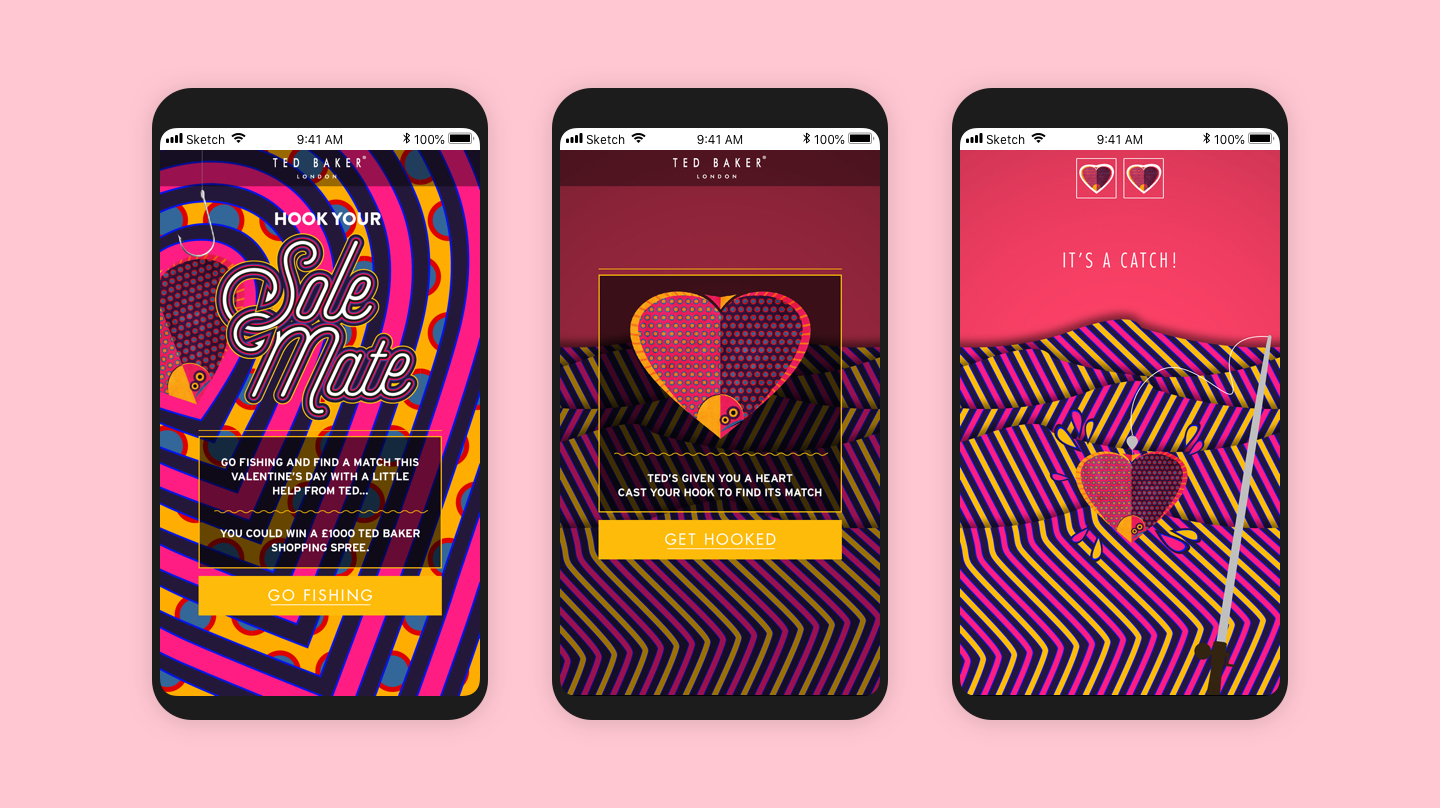 Sketch 9:41 AM 100%
TED BAKER®
LONDON
HOOK YOUR
Sole
Mate
GO FISHING AND FIND A MATCH THIS
VALENTINE'S DAY WITH A LITTLE
HELP FROM TED...
YOU COULD WIN A £1000 TED BAKER
SHOPPING SPREE.
GO FISHING
Sketch 9:41 AM 100%
TED BAKER®
LONDON
TED'S GIVEN YOU A HEART
CAST YOUR HOOK TO FIND ITS MATCH
GET HOOKED
Sketch 9:41 AM 100%
IT'S A CATCH!